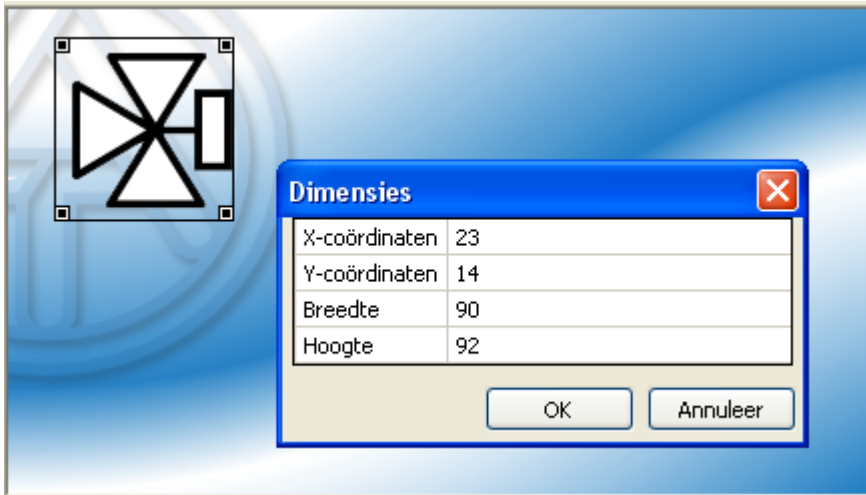 Dimensies
X-coördinaten 23
Y-coördinaten 14
Breedte 90
Hoogte 92
OK Annuleer